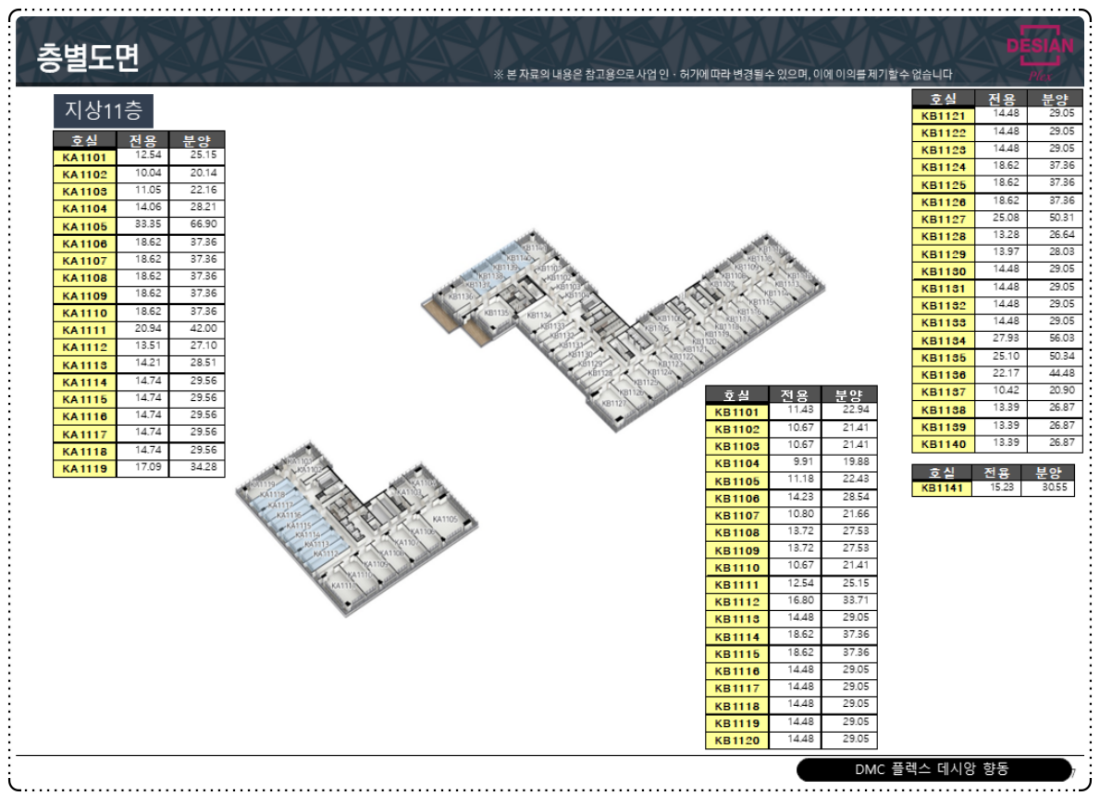 층별도면
※ 본 자료의 내용은 참고용으로 사업 인·허가에 따라 변경될 수 있으며, 이에 이의를 제기할 수 없습니다
DESIAN
Plex
지상11층
호실 전용 분양
KA1101 12.54 25.15
KA1102 10.04 20.14
KA1103 11.05 22.16
KA1104 14.06 28.21
KA1105 33.35 66.90
KA1106 18.62 37.36
KA1107 18.62 37.36
KA1108 18.62 37.36
KA1109 18.62 37.36
KA1110 18.62 37.36
KA1111 20.94 42.00
KA1112 13.51 27.10
KA1113 14.21 28.51
KA1114 14.74 29.56
KA1115 14.74 29.56
KA1116 14.74 29.56
KA1117 14.74 29.56
KA1118 14.74 29.56
KA1119 17.09 34.28
호실 전용 분양
KB1101 11.43 22.94
KB1102 10.67 21.41
KB1103 10.67 21.41
KB1104 9.91 19.88
KB1105 11.18 22.43
KB1106 14.23 28.54
KB1107 10.80 21.66
KB1108 13.72 27.53
KB1109 13.72 27.53
KB1110 10.67 21.41
KB1111 12.54 25.15
KB1112 16.80 33.71
KB1113 14.48 29.05
KB1114 18.62 37.36
KB1115 18.62 37.36
KB1116 14.48 29.05
KB1117 14.48 29.05
KB1118 14.48 29.05
KB1119 14.48 29.05
KB1120 14.48 29.05
호실 전용 분양
KB1121 14.48 29.05
KB1122 14.48 29.05
KB1123 14.48 29.05
KB1124 18.62 37.36
KB1125 18.62 37.36
KB1126 18.62 37.36
KB1127 25.08 50.31
KB1128 13.28 26.64
KB1129 13.97 28.03
KB1130 14.48 29.05
KB1131 14.48 29.05
KB1132 14.48 29.05
KB1133 14.48 29.05
KB1134 27.93 56.03
KB1135 25.10 50.34
KB1136 22.17 44.48
KB1137 10.42 20.90
KB1138 13.39 26.87
KB1139 13.39 26.87
KB1140 13.39 26.87
호실 전용 분양
KB1141 15.23 30.55
KB1136
KB1135
KB1134
KB1127
KA1105
DMC 플렉스 데시앙 향동